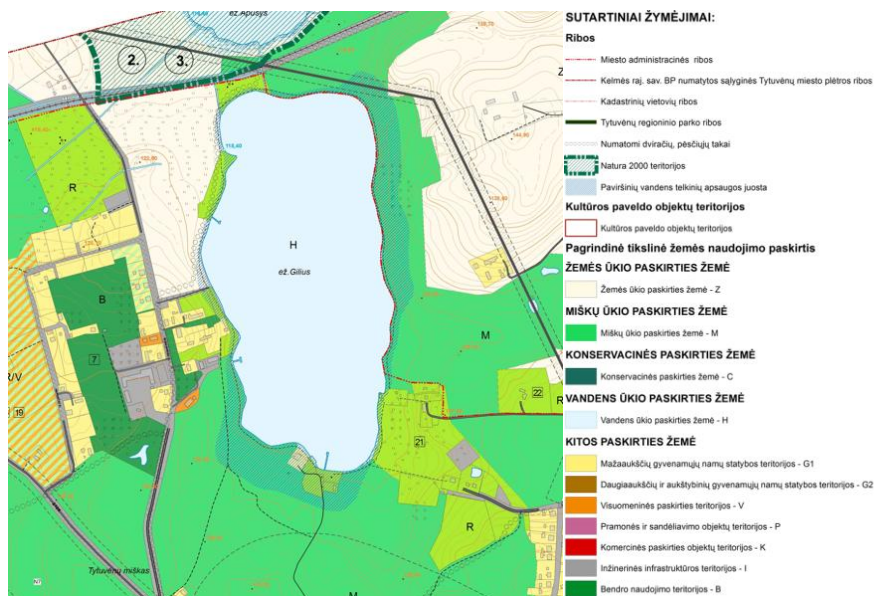 ež.Apušys
2.
3.
118,40
Z
R
H
ež.Gilius
B
M
7
R/V
19
22
R
21
R
Tytuvėnų miškas
M
SUTARTINIAI ŽYMĖJIMAI:
Ribos
Miesto administracinės ribos
Kelmės raj. sav. BP numatytos sąlyginės Tytuvėnų miesto plėtros ribos
Kadastrinių vietovių ribos
Tytuvėnų regioninio parko ribos
Numatomi dviračių, pėsčiųjų takai
Natura 2000 teritorijos
Paviršinių vandens telkinių apsaugos juosta
Kultūros paveldo objektų teritorijos
Kultūros paveldo objektų teritorijos
Pagrindinė tikslinė žemės naudojimo paskirtis
ŽEMĖS ŪKIO PASKIRTIES ŽEMĖ
Žemės ūkio paskirties žemė - Z
MIŠKŲ ŪKIO PASKIRTIES ŽEMĖ
Miškų ūkio paskirties žemė - M
KONSERVACINĖS PASKIRTIES ŽEMĖ
Konservacinės paskirties žemė - C
VANDENS ŪKIO PASKIRTIES ŽEMĖ
Vandens ūkio paskirties žemė - H
KITOS PASKIRTIES ŽEMĖ
Mažaaukščių gyvenamųjų namų statybos teritorijos - G1
Daugiaaukščių ir aukštybinių gyvenamųjų namų statybos teritorijos - G2
Visuomeninės paskirties teritorijos - V
Pramonės ir sandėliavimo objektų teritorijos - P
Komercinės paskirties objektų teritorijos - K
Inžinerinės infrastruktūros teritorijos - I
Bendro naudojimo teritorijos - B